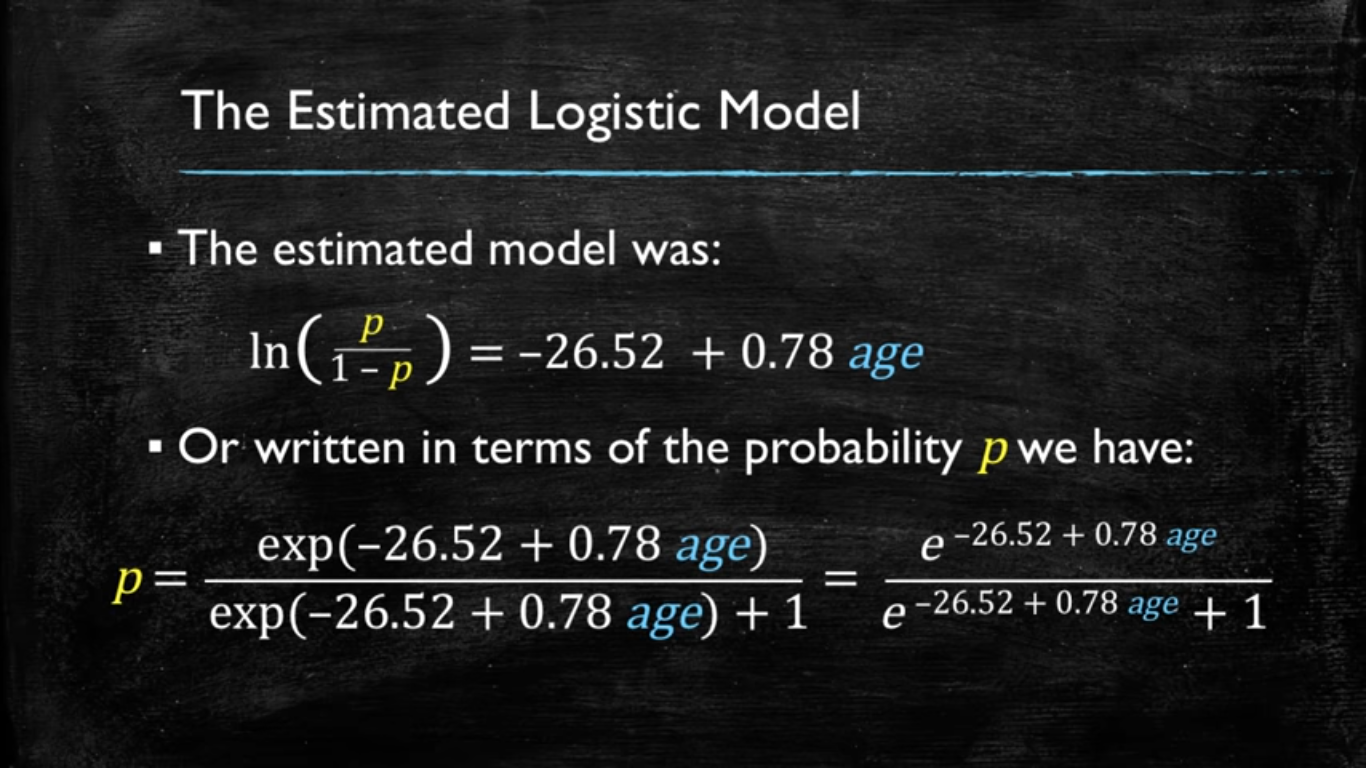 The Estimated Logistic Model
▪ The estimated model was:
ln(p / (1 – p)) = –26.52 + 0.78 age
▪ Or written in terms of the probability p we have:
p = exp(–26.52 + 0.78 age) / (exp(–26.52 + 0.78 age) + 1) = e^(–26.52 + 0.78 age) / (e^(–26.52 + 0.78 age) + 1)